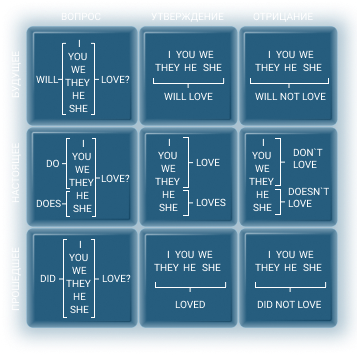 ВОПРОС УТВЕРЖДЕНИЕ ОТРИЦАНИЕ
БУДУЩЕЕ
WILL
I
YOU
WE
THEY
HE
SHE
LOVE?
I YOU WE
THEY HE SHE
WILL LOVE
I YOU WE
THEY HE SHE
WILL NOT LOVE
НАСТОЯЩЕЕ
DO
DOES
I
YOU
WE
THEY
HE
SHE
LOVE?
I
YOU
WE
THEY
HE
SHE
LOVE
LOVES
I
YOU
WE
THEY
HE
SHE
DON`T
LOVE
DOESN`T
LOVE
ПРОШЕДШЕЕ
DID
I
YOU
WE
THEY
HE
SHE
LOVE?
I YOU WE
THEY HE SHE
LOVED
I YOU WE
THEY HE SHE
DID NOT LOVE